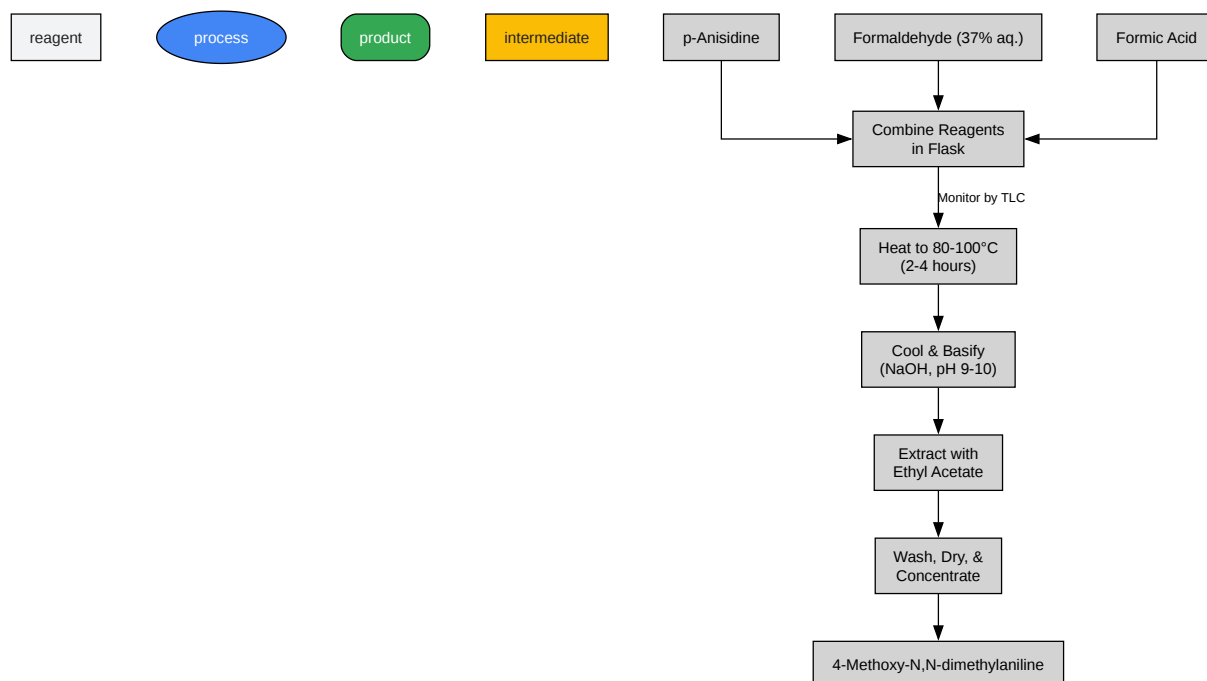 reagent
process
product
intermediate
p-Anisidine
Formaldehyde (37% aq.)
Formic Acid
Combine Reagents
in Flask
Monitor by TLC
Heat to 80-100°C
(2-4 hours)
Cool & Basify
(NaOH, pH 9-10)
Extract with
Ethyl Acetate
Wash, Dry, &
Concentrate
4-Methoxy-N,N-dimethylaniline